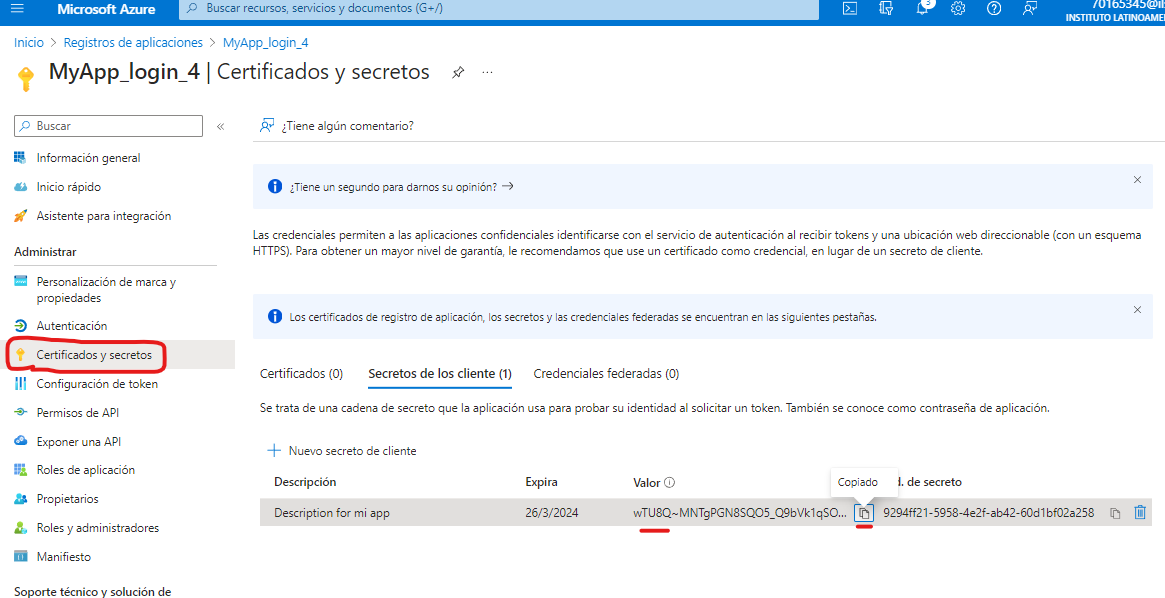 Microsoft Azure
Buscar recursos, servicios y documentos (G+/)
3
70165345@il
INSTITUTO LATINOAME
Inicio > Registros de aplicaciones > MyApp_login_4
MyApp_login_4 | Certificados y secretos
...
Buscar
«
¿Tiene algún comentario?
Información general
Inicio rápido
Asistente para integración
Administrar
Personalización de marca y
propiedades
Autenticación
Certificados y secretos
Configuración de token
Permisos de API
Exponer una API
Roles de aplicación
Propietarios
Roles y administradores
Manifiesto
Soporte técnico y solución de
¿Tiene un segundo para darnos su opinión? →
Las credenciales permiten a las aplicaciones confidenciales identificarse con el servicio de autenticación al recibir tokens y una ubicación web direccionable (con un esquema
HTTPS). Para obtener un mayor nivel de garantía, le recomendamos que use un certificado como credencial, en lugar de un secreto de cliente.
Los certificados de registro de aplicación, los secretos y las credenciales federadas se encuentran en las siguientes pestañas.
Certificados (0) Secretos de los cliente (1) Credenciales federadas (0)
Se trata de una cadena de secreto que la aplicación usa para probar su identidad al solicitar un token. También se conoce como contraseña de aplicación.
+ Nuevo secreto de cliente
Copiado
Descripción Expira Valor d. de secreto
Description for mi app 26/3/2024 wTU8Q~MNTgPGN8SQO5_Q9bVk1qSO... 9294ff21-5958-4e2f-ab42-60d1bf02a258